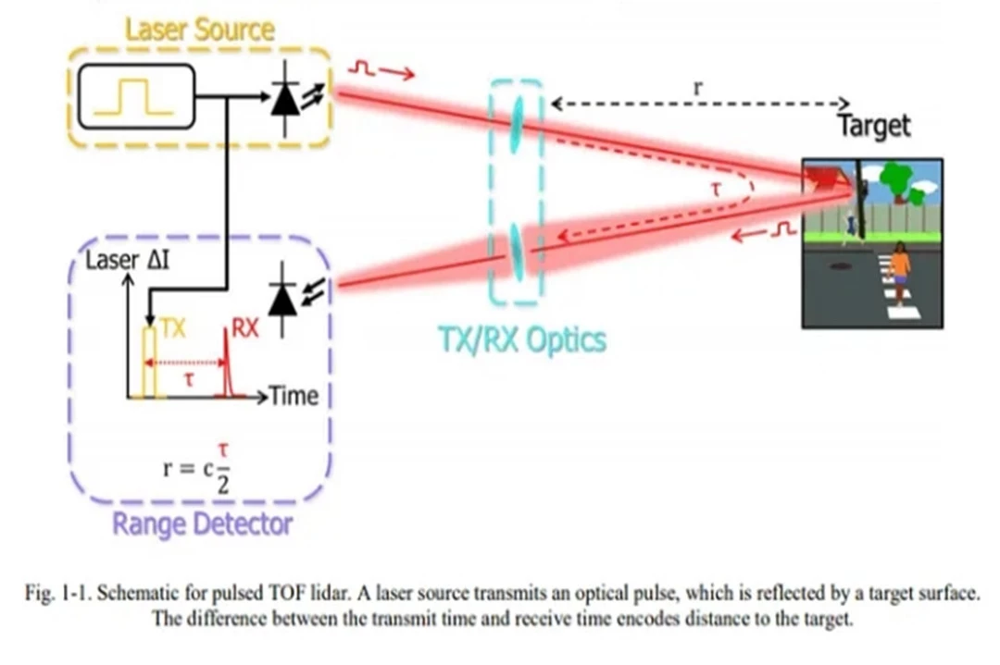 Laser Source
r
Target
τ
Laser ΔI
TX
RX
τ
Time
r = c τ/2
Range Detector
TX/RX Optics
Fig. 1-1. Schematic for pulsed TOF lidar. A laser source transmits an optical pulse, which is reflected by a target surface.
The difference between the transmit time and receive time encodes distance to the target.